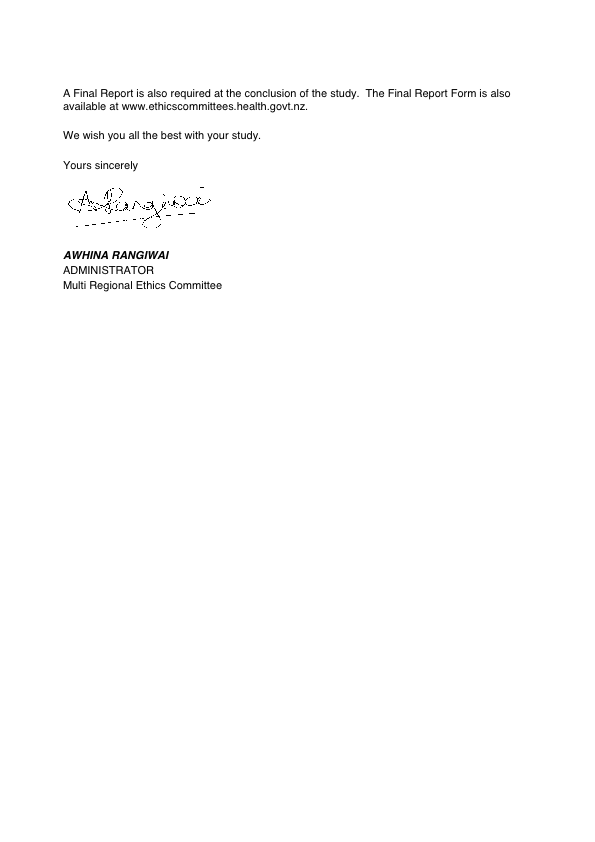 A Final Report is also required at the conclusion of the study.  The Final Report Form is also
available at www.ethicscommittees.health.govt.nz.
We wish you all the best with your study.
Yours sincerely
ARangiwai
AWHINA RANGIWAI
ADMINISTRATOR
Multi Regional Ethics Committee